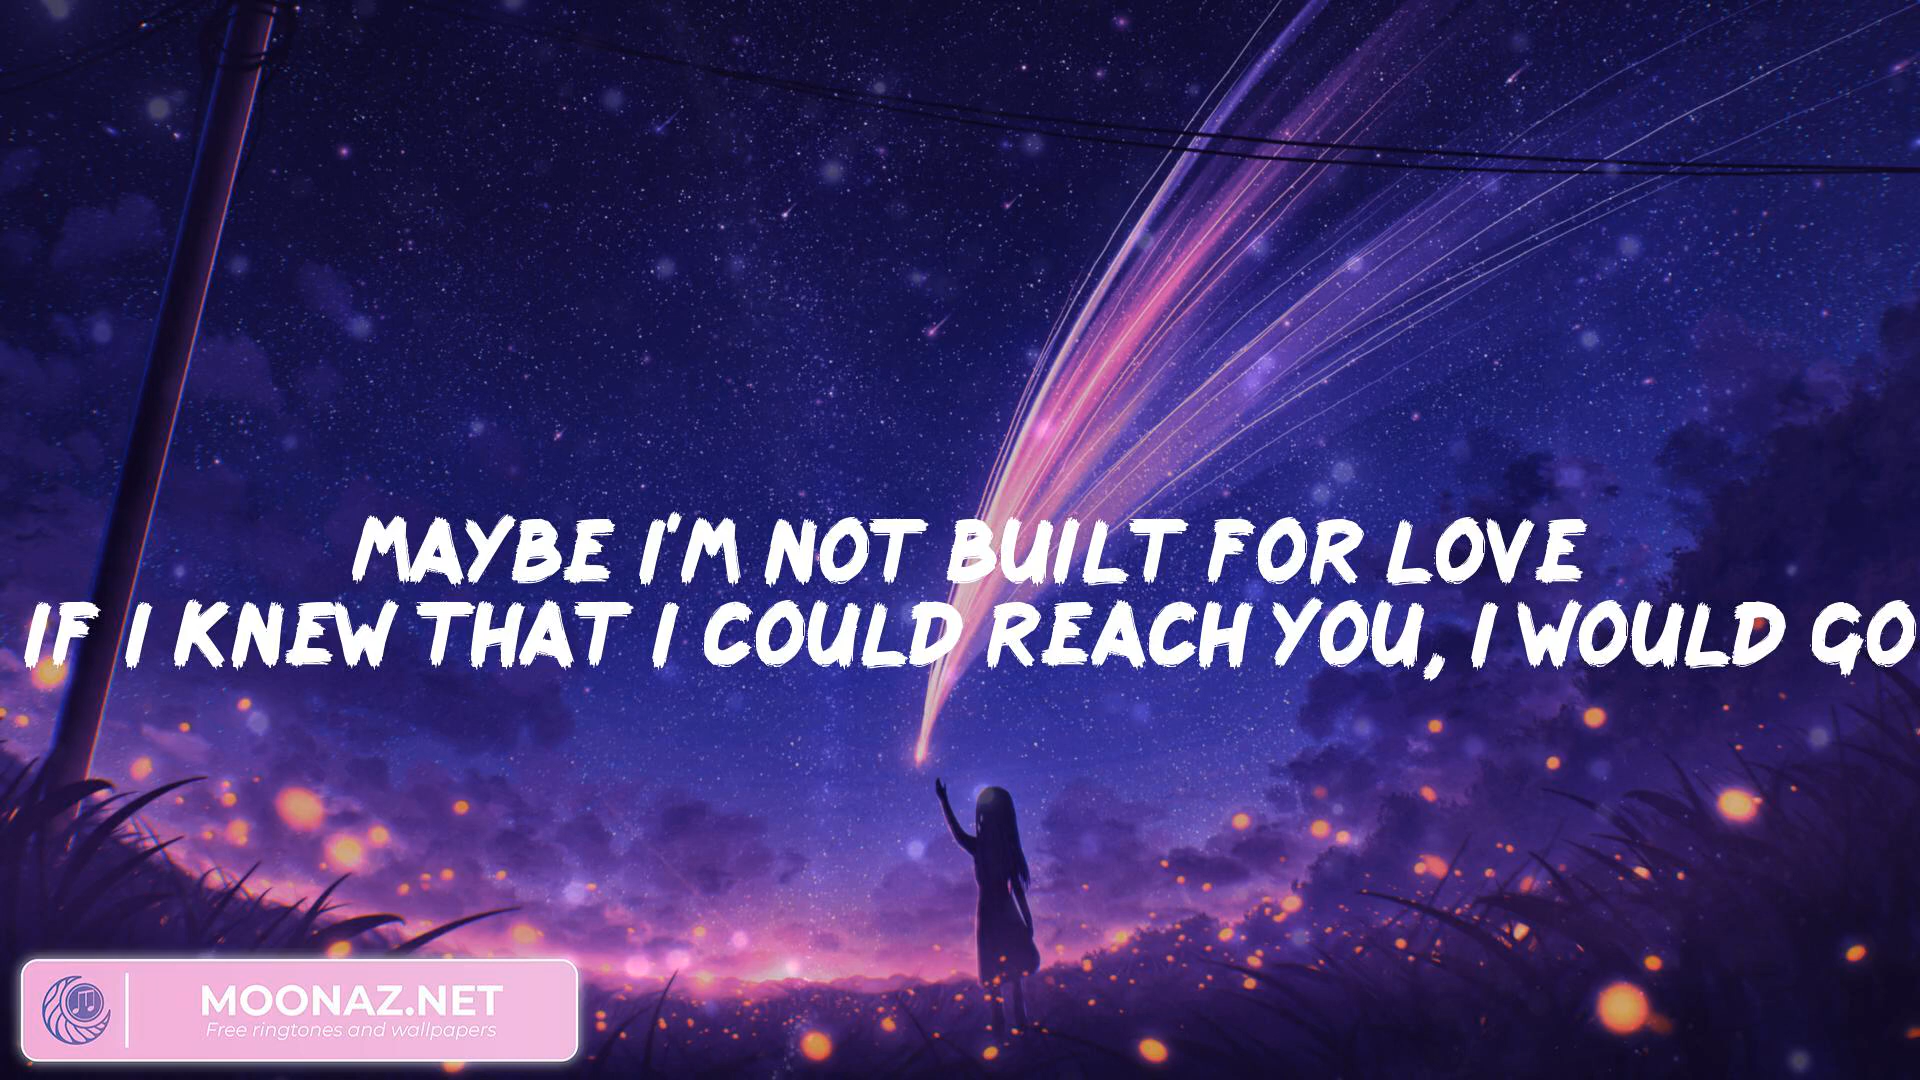 MAYBE I'M NOT BUILT FOR LOVE
IF I KNEW THAT I COULD REACH YOU, I WOULD GO
MOONAZ.NET
Free ringtones and wallpapers